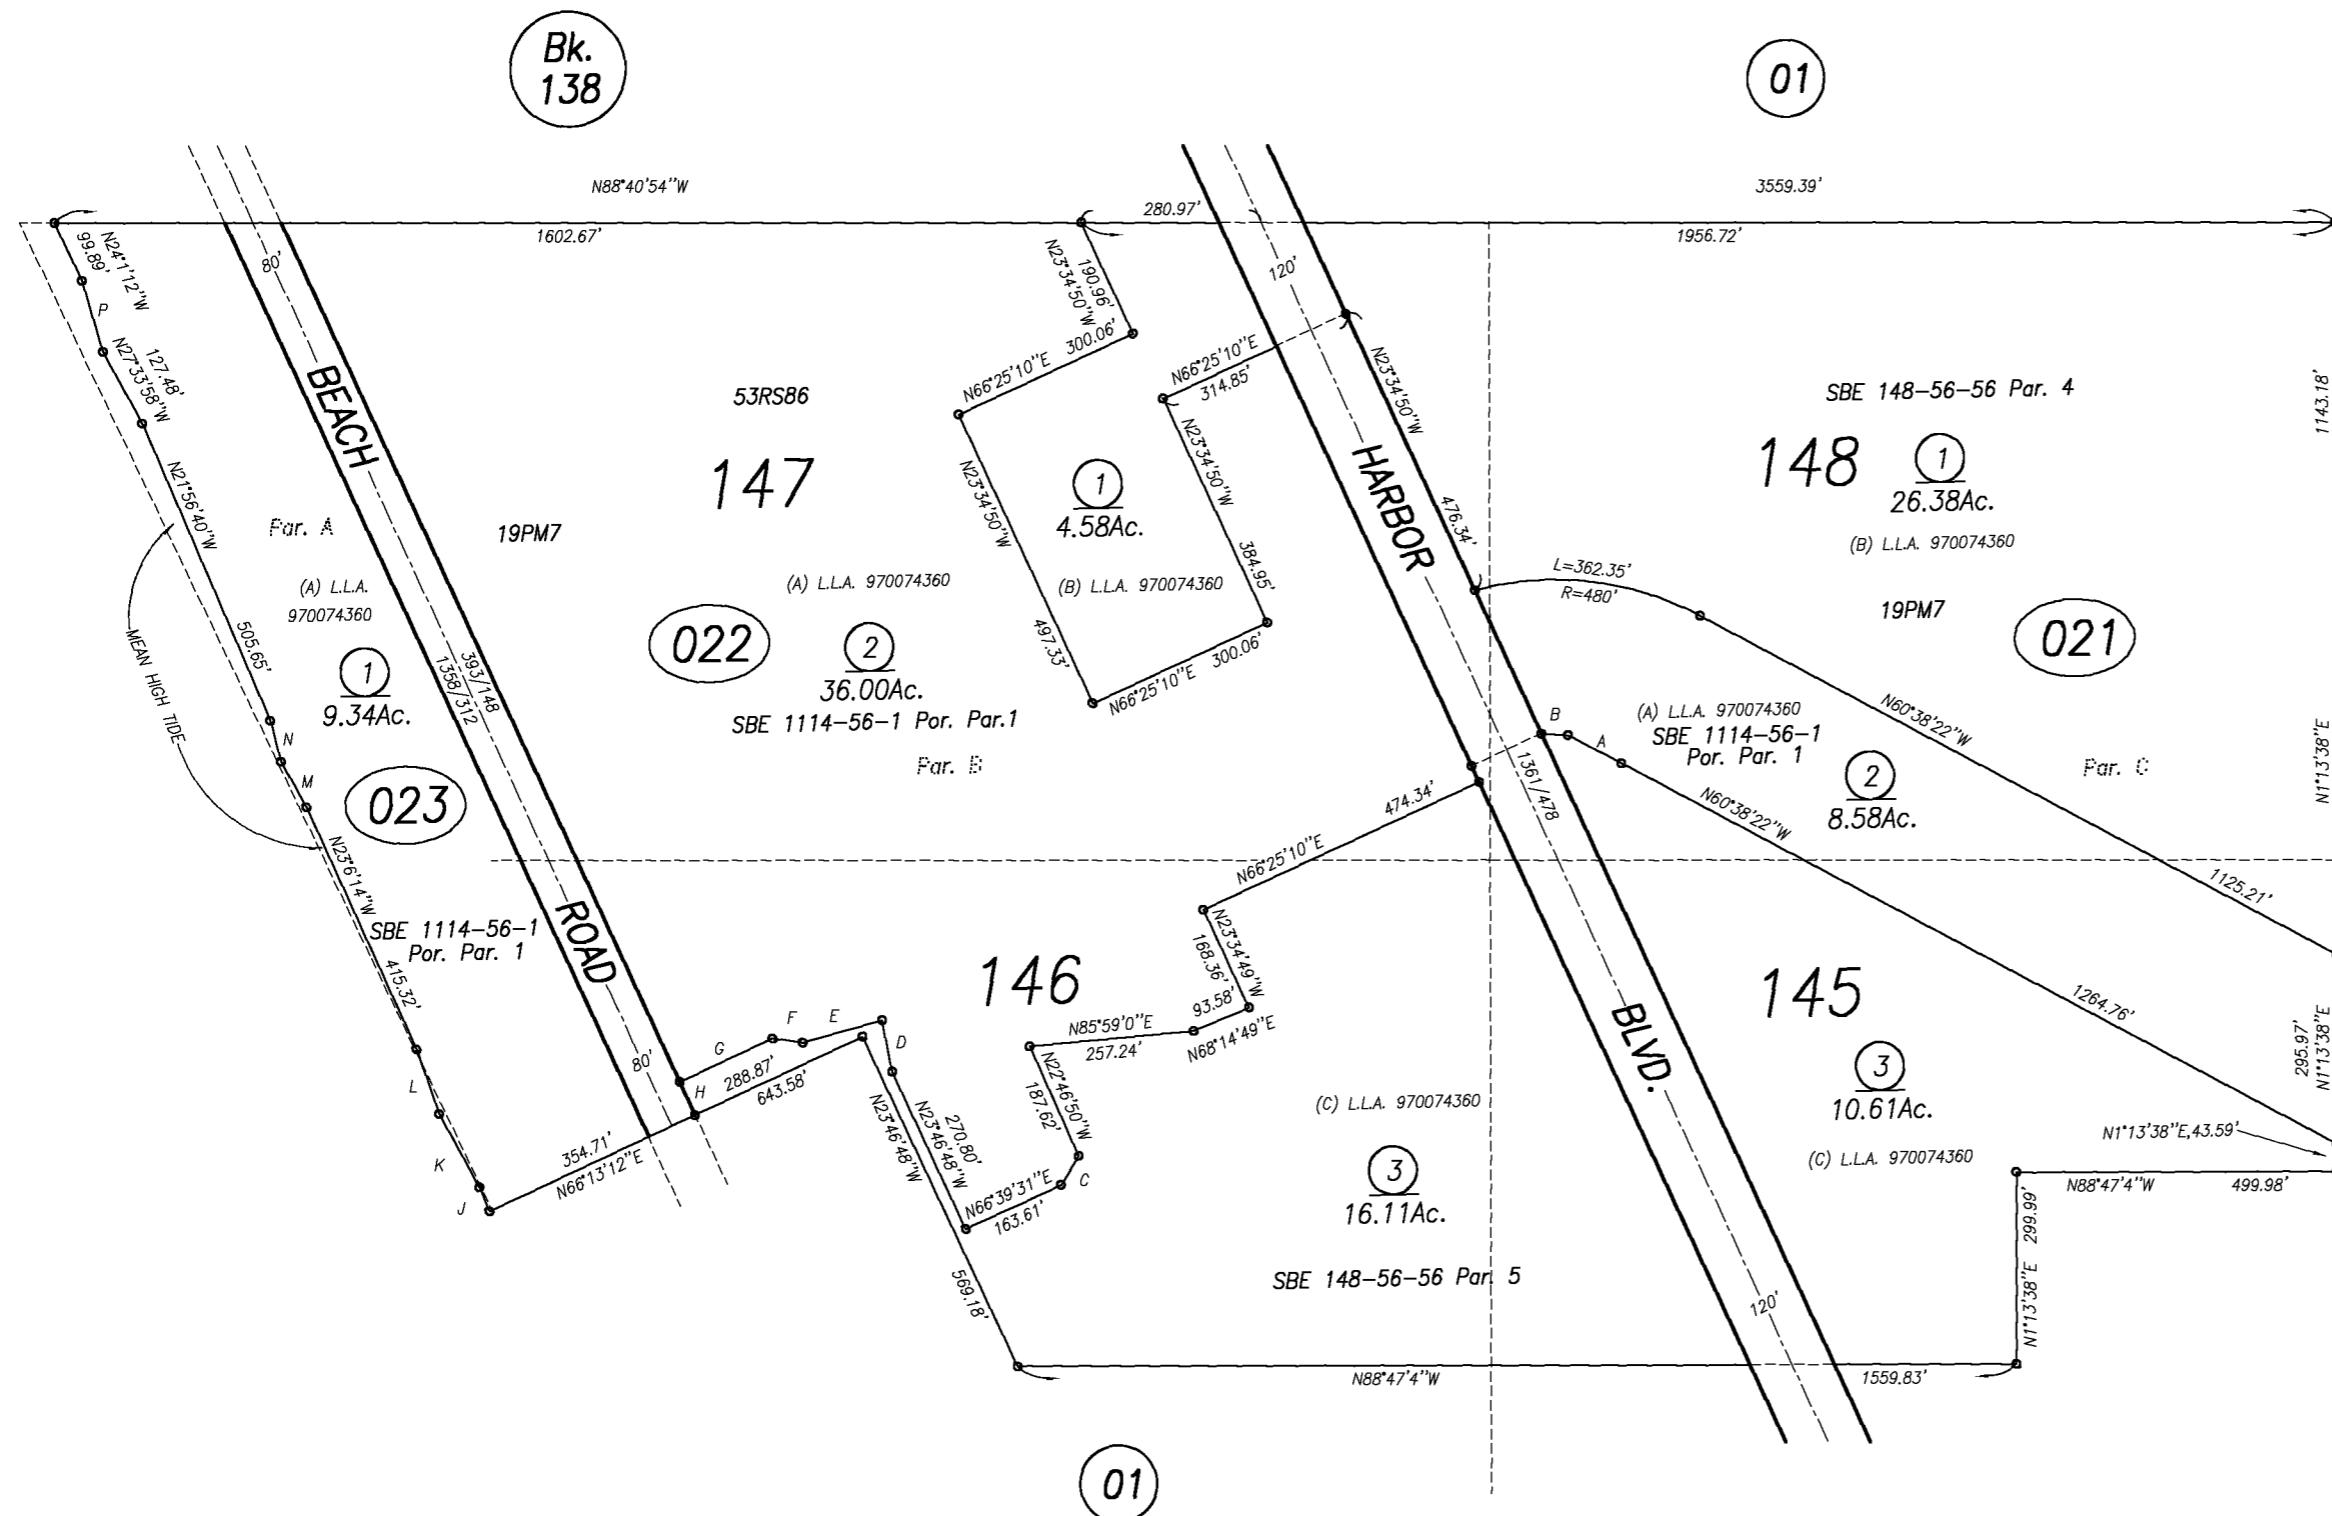 Bk.
138
01
N88°40'54"W
3559.39'
280.97'
1602.67'
1956.72'
N24°1'12"W
99.89'
80'
N23°34'50"W
190.96'
120'
P
N27°33'58"W
127.48'
N66°25'10"E 300.06'
N66°25'10"E
314.85'
N23°34'50"W
476.34'
BEACH
53RS86
HARBOR
SBE 148-56-56 Par. 4
1143.18'
147
1
4.58Ac.
148
1
26.38Ac.
(B) L.L.A. 970074360
N21°56'40"W
505.65'
Par. A
19PM7
N23°34'50"W
497.33'
N23°34'50"W
384.95'
(A) L.L.A.
970074360
(A) L.L.A. 970074360
(B) L.L.A. 970074360
L=362.35'
R=480'
19PM7
MEAN HIGH TIDE
022
2
36.00Ac.
SBE 1114-56-1 Por. Par.1
Par. B
N66°25'10"E 300.06'
021
1
9.34Ac.
393/148
1358/312
N60°38'22"W
1125.21'
(A) L.L.A. 970074360
SBE 1114-56-1
Por. Par. 1
2
8.58Ac.
Par. C
N1°13'38"E
B
A
N
M
023
474.34'
N66°25'10"E
1361/478
N60°38'22"W
1264.76'
N23°6'14"W
415.32'
SBE 1114-56-1
Por. Par. 1
ROAD
146
N23°34'49"W
168.36'
93.58'
N68°14'49"E
N85°59'0"E
257.24'
145
BLVD.
295.97'
N1°13'38"E
80'
G
F
E
D
H
288.87'
643.58'
N22°46'50"W
187.62'
3
10.61Ac.
(C) L.L.A. 970074360
N1°13'38"E,43.59'
L
K
J
354.71'
N66°13'12"E
N23°46'48"W
569.18'
270.80'
N23°46'48"W
N66°39'31"E
163.61'
C
(C) L.L.A. 970074360
3
16.11Ac.
SBE 148-56-56 Par. 5
N88°47'4"W 499.98'
N1°13'38"E 299.99'
120'
N88°47'4"W
1559.83'
01